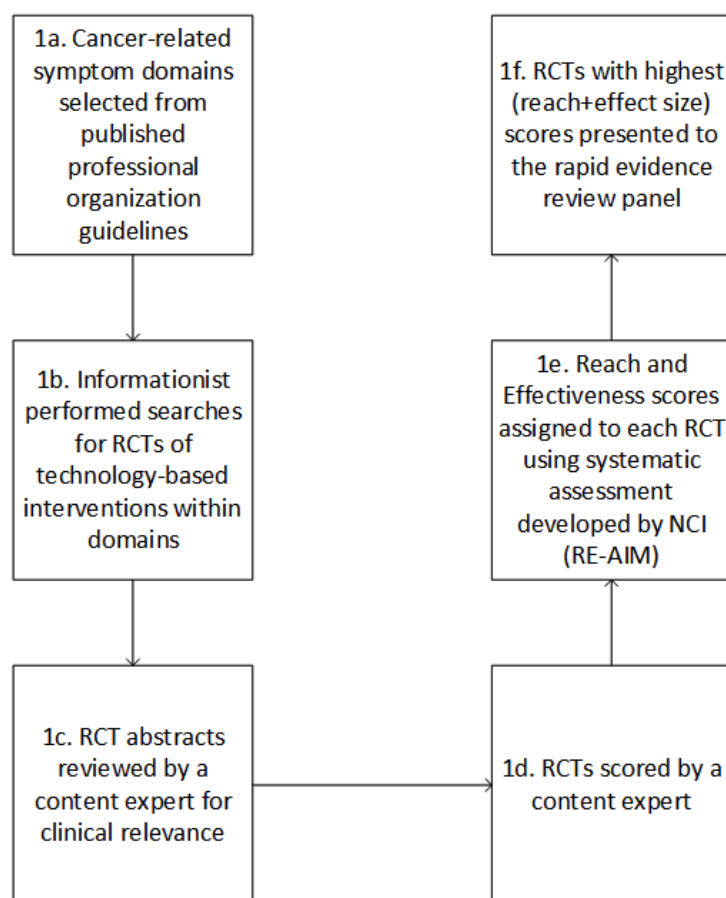 1a. Cancer-related
symptom domains
selected from
published
professional
organization
guidelines
1b. Informationist
performed searches
for RCTs of
technology-based
interventions within
domains
1c. RCT abstracts
reviewed by a
content expert for
clinical relevance
1d. RCTs scored by a
content expert
1e. Reach and
Effectiveness scores
assigned to each RCT
using systematic
assessment
developed by NCI
(RE-AIM)
1f. RCTs with highest
(reach+effect size)
scores presented to
the rapid evidence
review panel